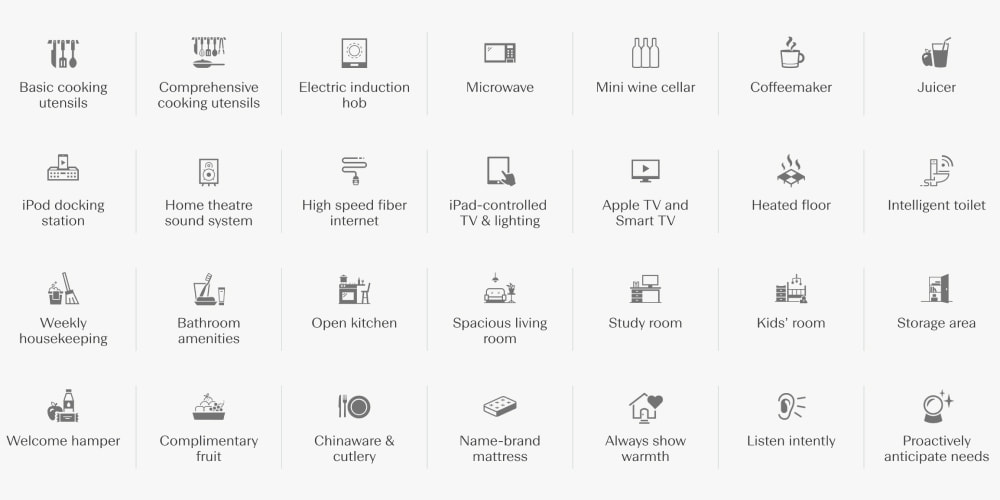 Basic cooking
utensils
Comprehensive
cooking utensils
Electric induction
hob
Microwave
Mini wine cellar
Coffeemaker
Juicer
iPod docking
station
Home theatre
sound system
High speed fiber
internet
iPad-controlled
TV & lighting
Apple TV and
Smart TV
Heated floor
Intelligent toilet
Weekly
housekeeping
Bathroom
amenities
Open kitchen
Spacious living
room
Study room
Kids' room
Storage area
Welcome hamper
Complimentary
fruit
Chinaware &
cutlery
Name-brand
mattress
Always show
warmth
Listen intently
Proactively
anticipate needs